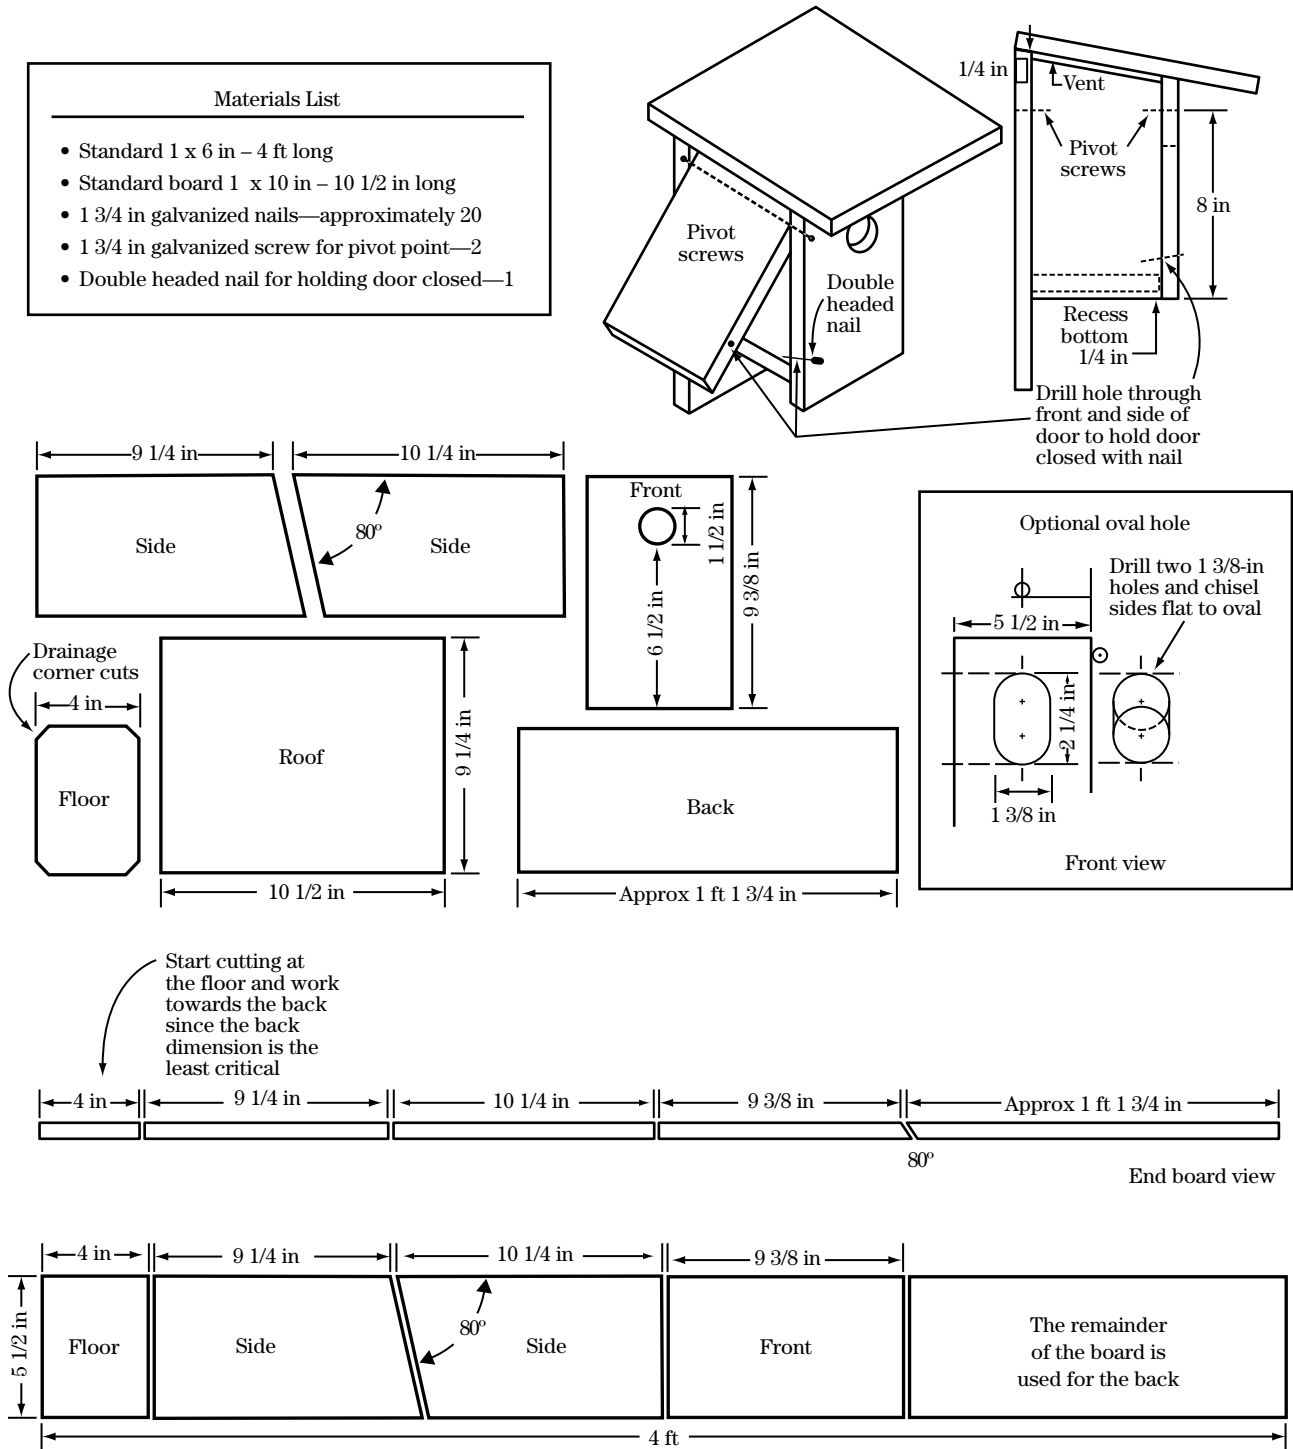 Materials List
• Standard 1 x 6 in – 4 ft long
• Standard board 1 x 10 in – 10 1/2 in long
• 1 3/4 in galvanized nails—approximately 20
• 1 3/4 in galvanized screw for pivot point—2
• Double headed nail for holding door closed—1
Pivot
screws
Double
headed
nail
1/4 in
Vent
Pivot
screws
8 in
Recess
bottom
1/4 in
Drill hole through
front and side of
door to hold door
closed with nail
9 1/4 in
10 1/4 in
Side
80º
Side
Front
1 1/2 in
6 1/2 in
9 3/8 in
Drainage
corner cuts
4 in
Floor
Roof
9 1/4 in
10 1/2 in
Back
Approx 1 ft 1 3/4 in
Optional oval hole
Drill two 1 3/8-in
holes and chisel
sides flat to oval
5 1/2 in
2 1/4 in
1 3/8 in
Front view
Start cutting at
the floor and work
towards the back
since the back
dimension is the
least critical
4 in
9 1/4 in
10 1/4 in
9 3/8 in
Approx 1 ft 1 3/4 in
80º
End board view
4 in
9 1/4 in
10 1/4 in
9 3/8 in
5 1/2 in
Floor
Side
80º
Side
Front
The remainder
of the board is
used for the back
4 ft